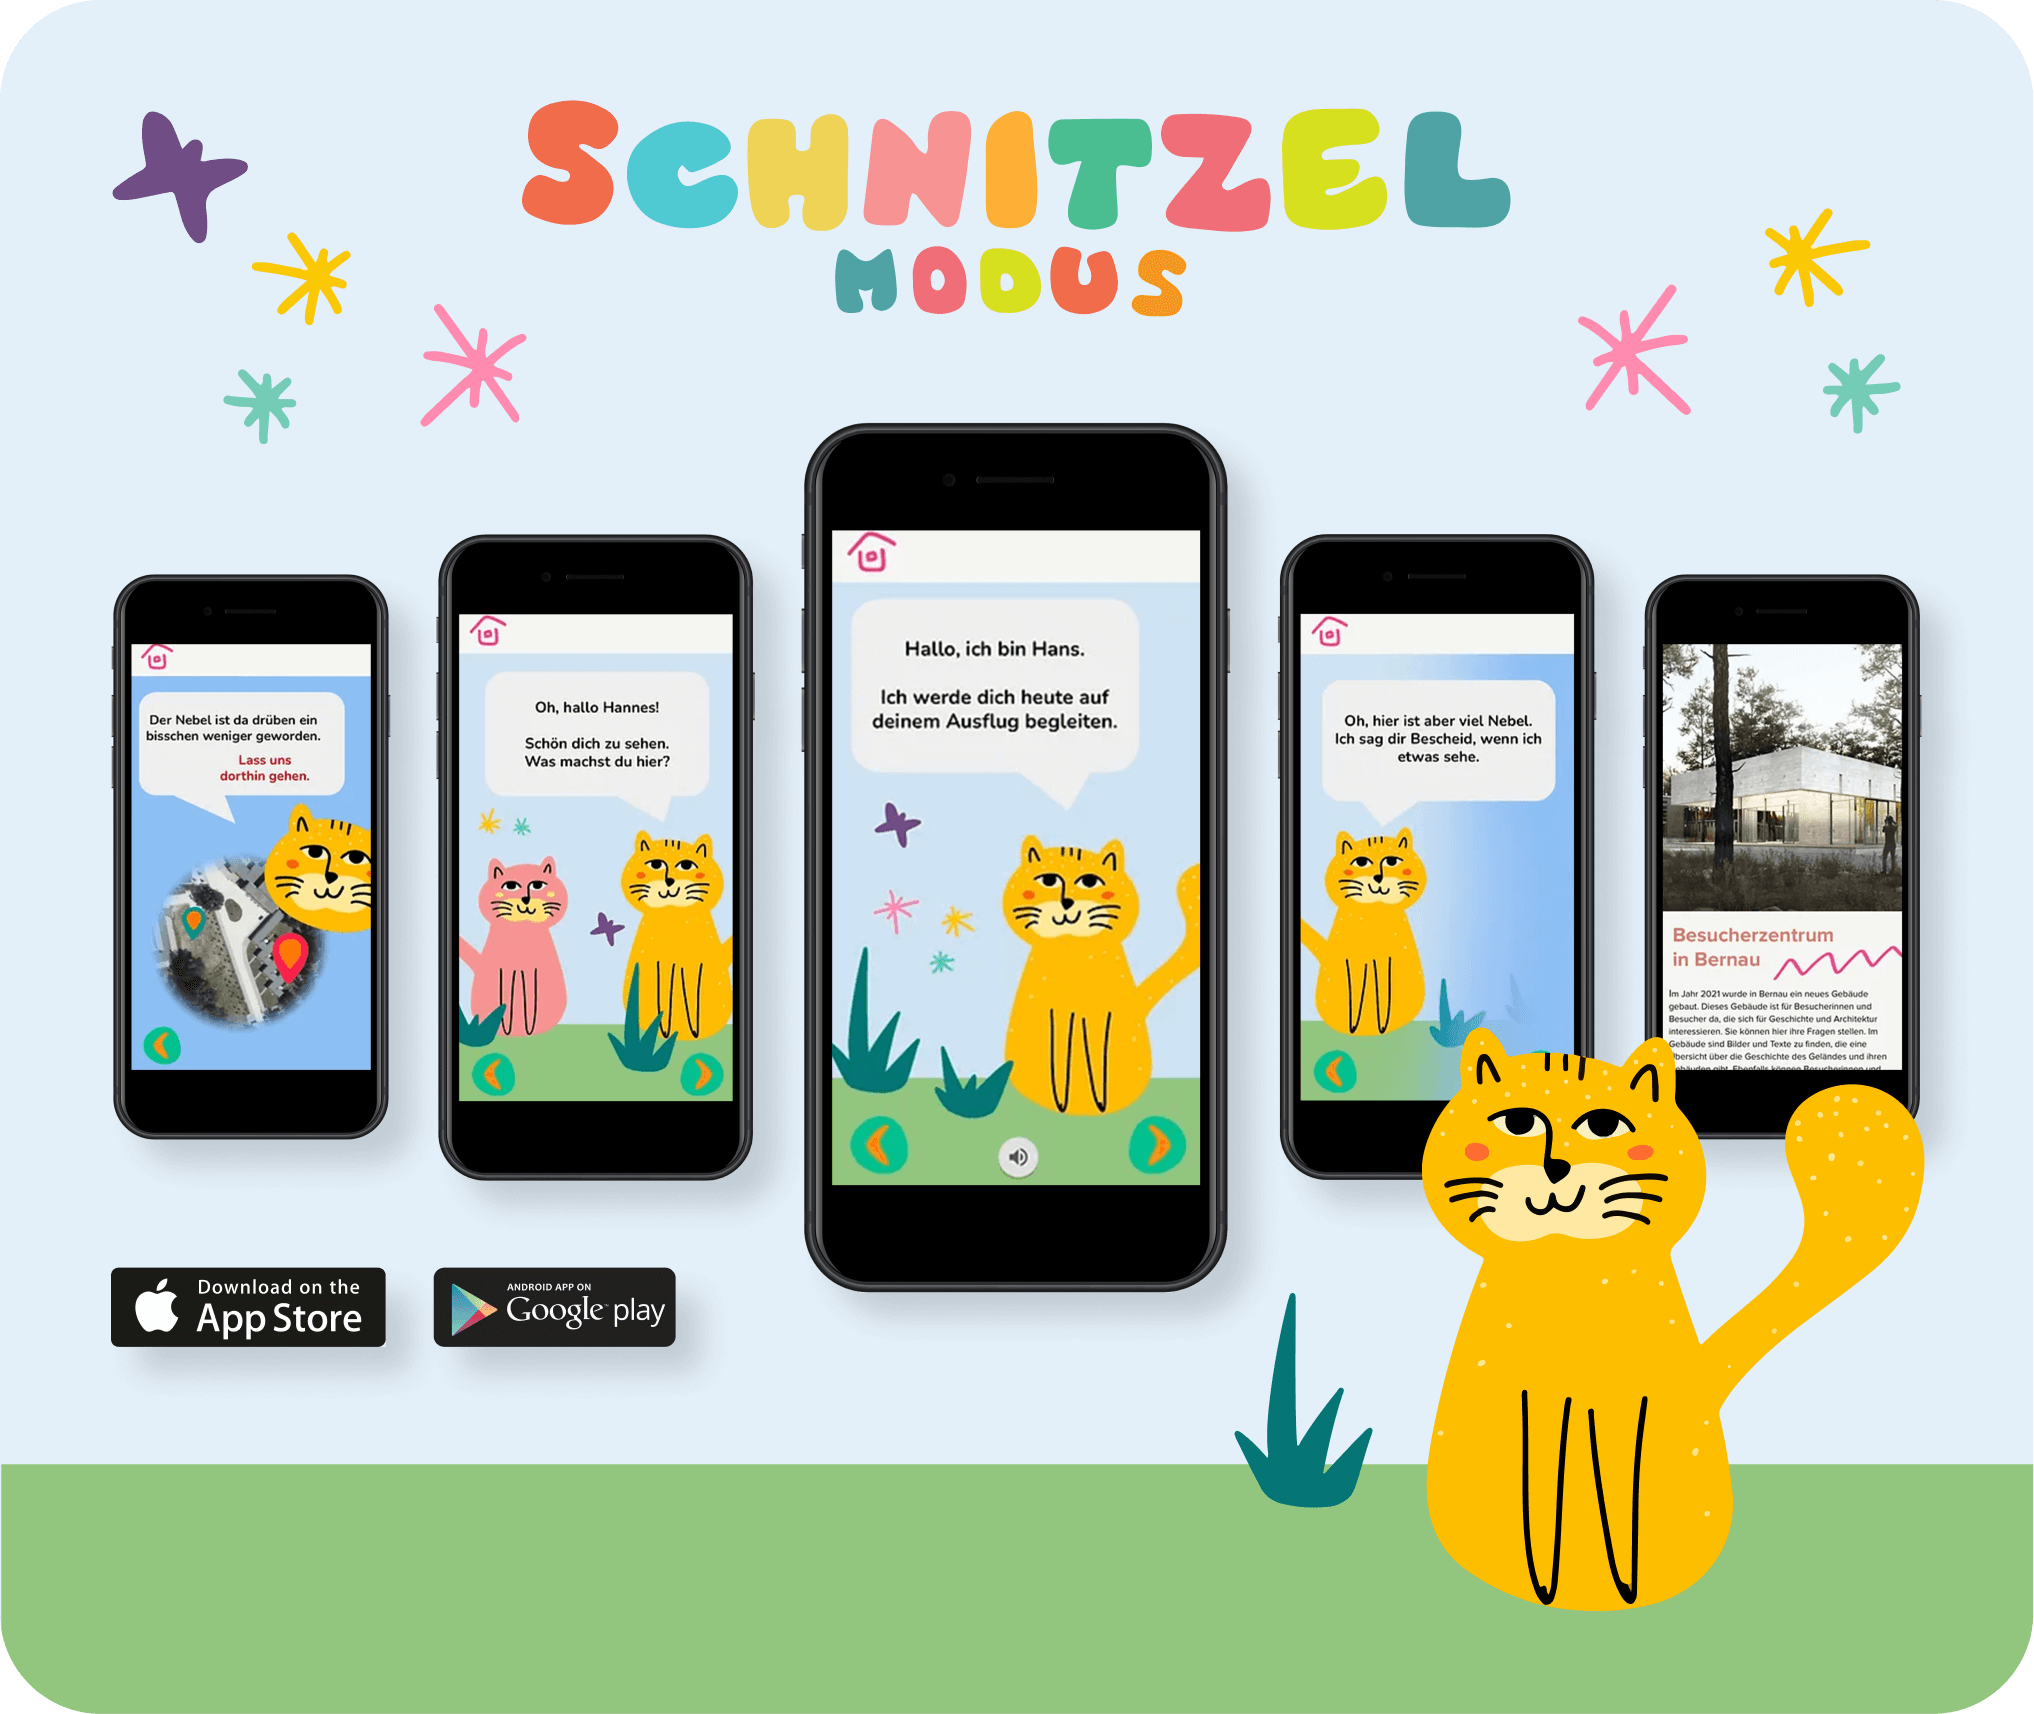 SCHNITZEL
MODUS
Der Nebel ist da drüben ein
bisschen weniger geworden.
Lass uns
dorthin gehen.
Oh, hallo Hannes!
Schön dich zu sehen.
Was machst du hier?
Hallo, ich bin Hans.
Ich werde dich heute auf
deinem Ausflug begleiten.
Oh, hier ist aber viel Nebel.
Ich sag dir Bescheid, wenn ich
etwas sehe.
Besucherzentrum
in Bernau
Im Jahr 2021 wurde in Bernau ein neues Gebäude
gebaut. Dieses Gebäude ist für Bescherinnen und
Besucher da, die sich für Geschichte und Architektur
interessieren. Sie können hier ihre Fragen stellen. Im
Gebäude sind Bilder und Texte zu finden, die eine
Übersicht über die Geschichte des Geländes und ihren
Gebäuden gibt. Ebenfalls können Besucherinnen und
Download on the
App Store
ANDROID APP ON
Google play